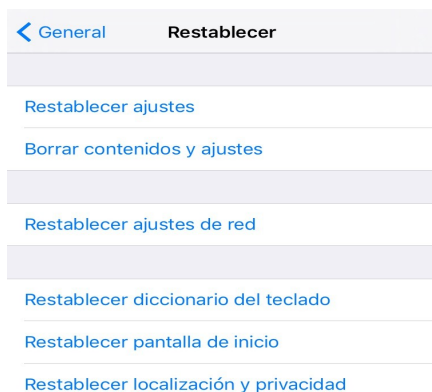 General
Restablecer
Restablecer ajustes
Borrar contenidos y ajustes
Restablecer ajustes de red
Restablecer diccionario del teclado
Restablecer pantalla de inicio
Restablecer localización y privacidad